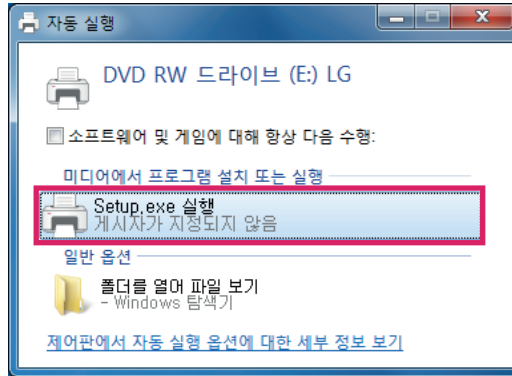 자동 실행
DVD RW 드라이브 (E:) LG
소프트웨어 및 게임에 대해 항상 다음 수행:
미디어에서 프로그램 설치 또는 실행
Setup.exe 실행
게시자가 지정되지 않음
일반 옵션
폴더를 열어 파일 보기
- Windows 탐색기
제어판에서 자동 실행 옵션에 대한 세부 정보 보기